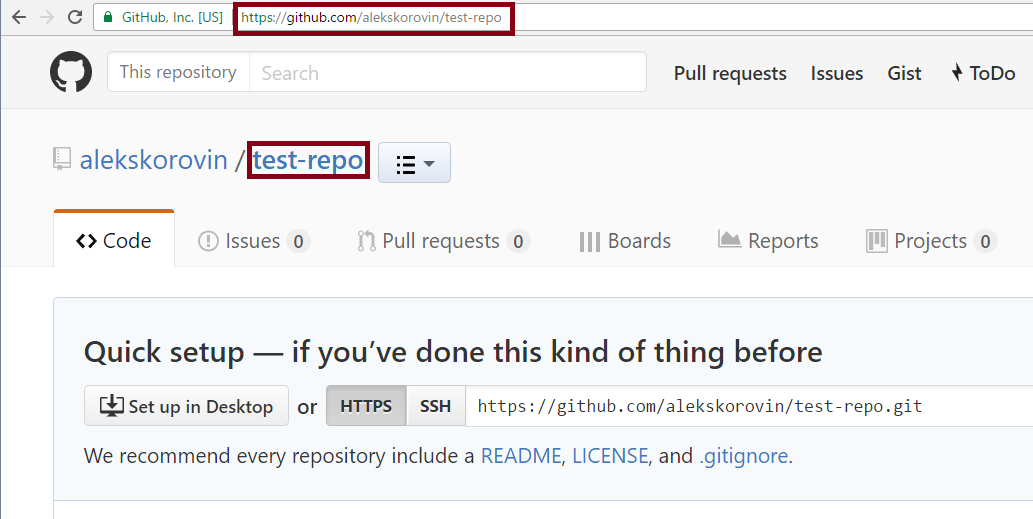 GitHub, Inc. [US] https://github.com/alekskorovin/test-repo
This repository Search Pull requests Issues Gist ToDo
alekskorovin / test-repo
Code Issues 0 Pull requests 0 Boards Reports Projects 0
Quick setup — if you’ve done this kind of thing before
Set up in Desktop or HTTPS SSH https://github.com/alekskorovin/test-repo.git
We recommend every repository include a README, LICENSE, and .gitignore.